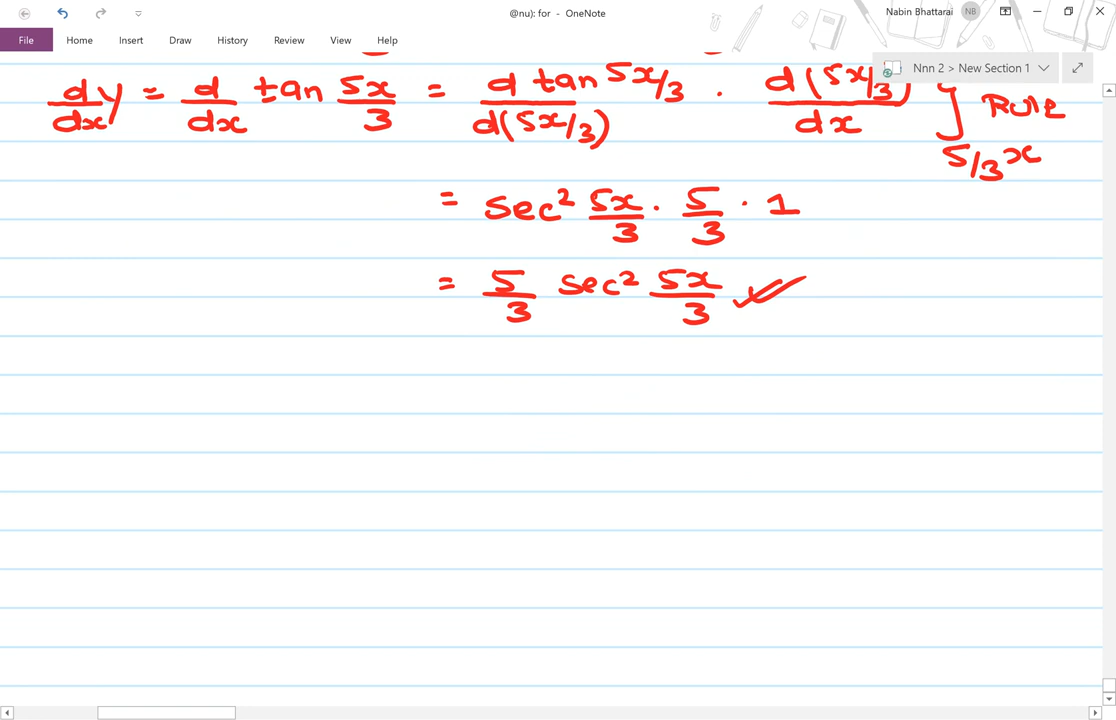 @nu): for - OneNote
Nabin Bhattarai NB
File Home Insert Draw History Review View Help
Nnn 2 > New Section 1
dy/dx = d/dx tan 5x/3 = d tan 5x/3 / d(5x/3) . d(5x/3)/dx RULE
5/3 x
= sec² 5x/3 . 5/3 . 1
= 5/3 sec² 5x/3